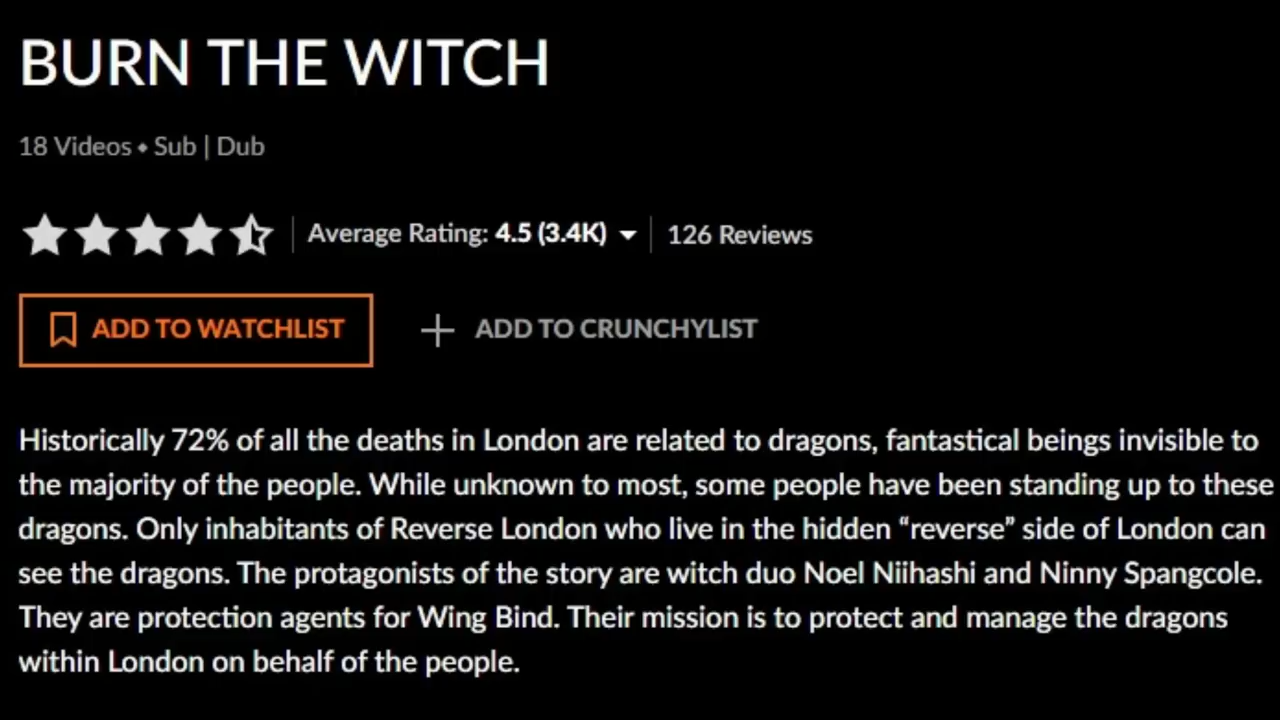 BURN THE WITCH
18 Videos • Sub | Dub
Average Rating: 4.5 (3.4K) 126 Reviews
ADD TO WATCHLIST ADD TO CRUNCHYLIST
Historically 72% of all the deaths in London are related to dragons, fantastical beings invisible to
the majority of the people. While unknown to most, some people have been standing up to these
dragons. Only inhabitants of Reverse London who live in the hidden “reverse” side of London can
see the dragons. The protagonists of the story are witch duo Noel Niihashi and Ninny Spangcole.
They are protection agents for Wing Bind. Their mission is to protect and manage the dragons
within London on behalf of the people.